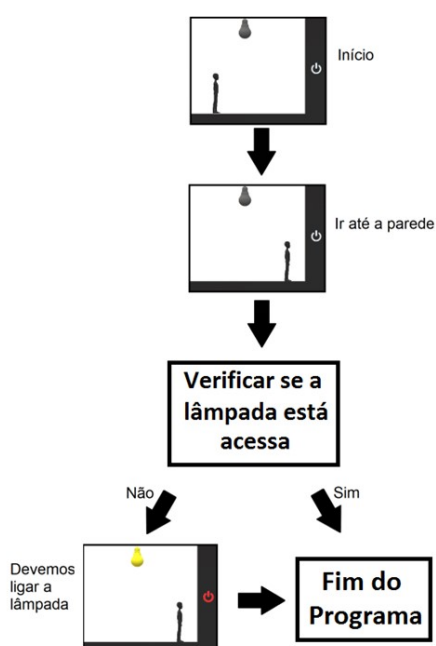 Início
Ir até a parede
Verificar se a
lâmpada está
acessa
Não
Sim
Devemos
ligar a
lâmpada
Fim do
Programa